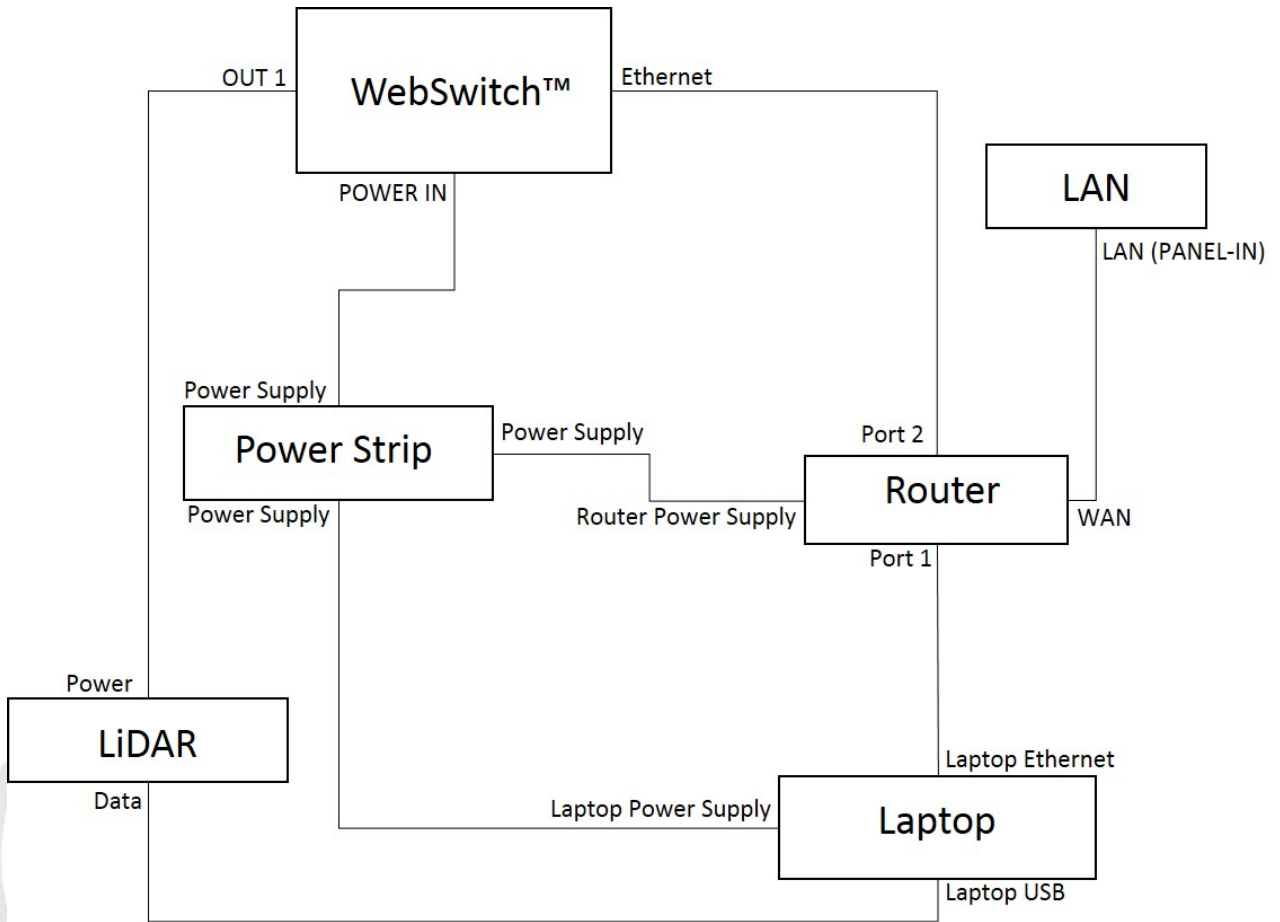 OUT 1
WebSwitch™
Ethernet
POWER IN
LAN
LAN (PANEL-IN)
Power Supply
Power Strip
Power Supply
Port 2
Router
Power Supply
Router Power Supply
WAN
Port 1
Power
LiDAR
Data
Laptop Ethernet
Laptop Power Supply
Laptop
Laptop USB